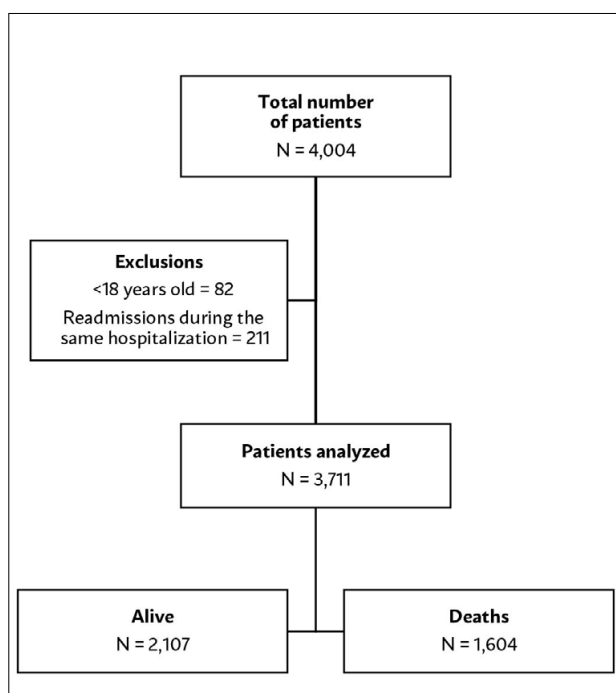 Total number
of patients
N = 4,004
Exclusions
<18 years old = 82
Readmissions during the
same hospitalization = 211
Patients analyzed
N = 3,711
Alive
N = 2,107
Deaths
N = 1,604